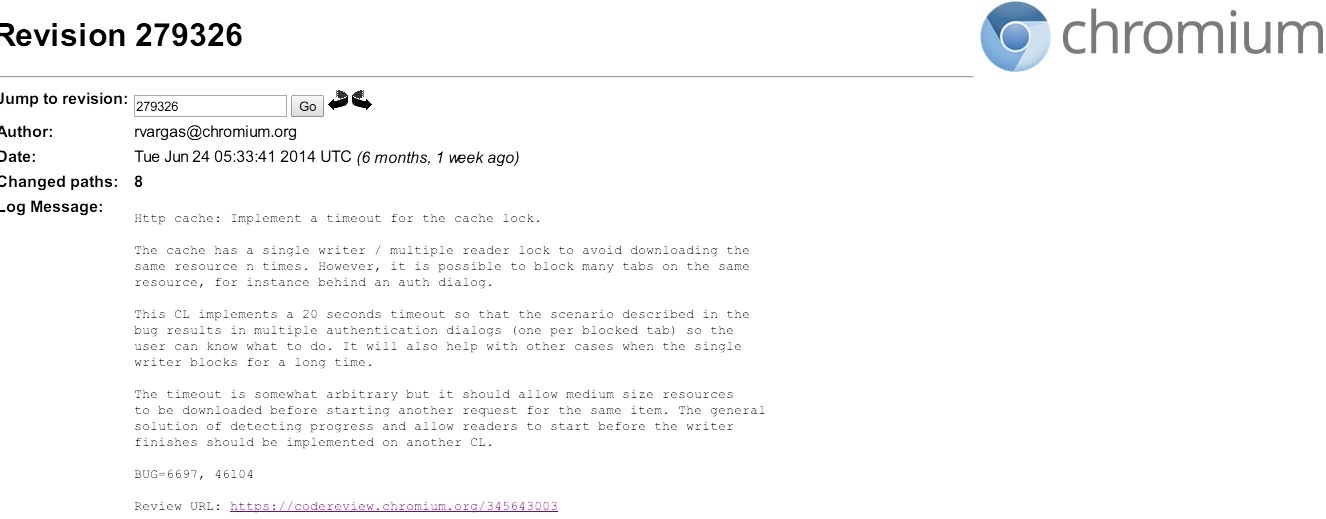 Revision 279326
chromium
Jump to revision: 279326 Go
Author: rvargas@chromium.org
Date: Tue Jun 24 05:33:41 2014 UTC (6 months, 1 week ago)
Changed paths: 8
Log Message:
Http cache: Implement a timeout for the cache lock.
The cache has a single writer / multiple reader lock to avoid downloading the
same resource n times. However, it is possible to block many tabs on the same
resource, for instance behind an auth dialog.
This CL implements a 20 seconds timeout so that the scenario described in the
bug results in multiple authentication dialogs (one per blocked tab) so the
user can know what to do. It will also help with other cases when the single
writer blocks for a long time.
The timeout is somewhat arbitrary but it should allow medium size resources
to be downloaded before starting another request for the same item. The general
solution of detecting progress and allow readers to start before the writer
finishes should be implemented on another CL.
BUG=6697, 46104
Review URL: https://codereview.chromium.org/345643003